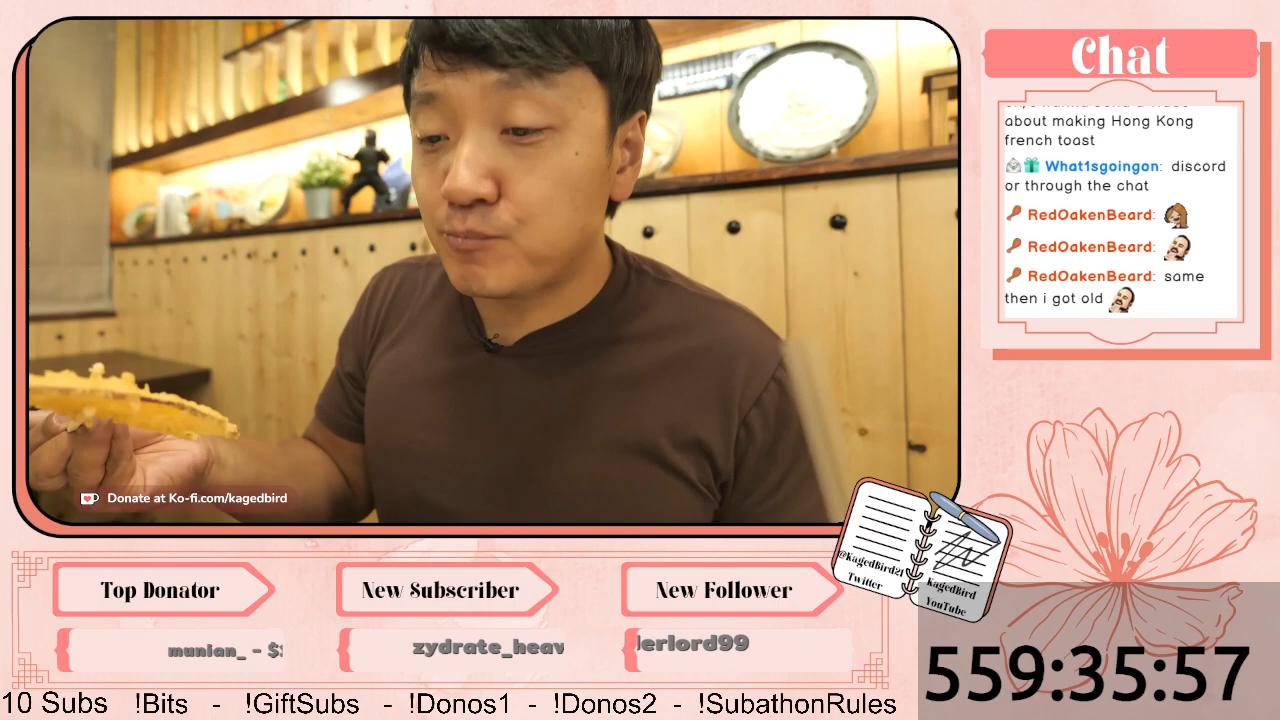 Chat
about making Hong Kong
french toast
What1sgoingon: discord
or through the chat
RedOakenBeard:
RedOakenBeard:
RedOakenBeard: same
then i got old
Donate at Ko-fi.com/kagedbird
@KagedBird21
Twitter
KagedBird
YouTube
Top Donator
New Subscriber
New Follower
munian_ - $
zydrate_heav
lerlord99
559:35:57
10 Subs !Bits - !GiftSubs - !Donos1 - !Donos2 - !SubathonRules